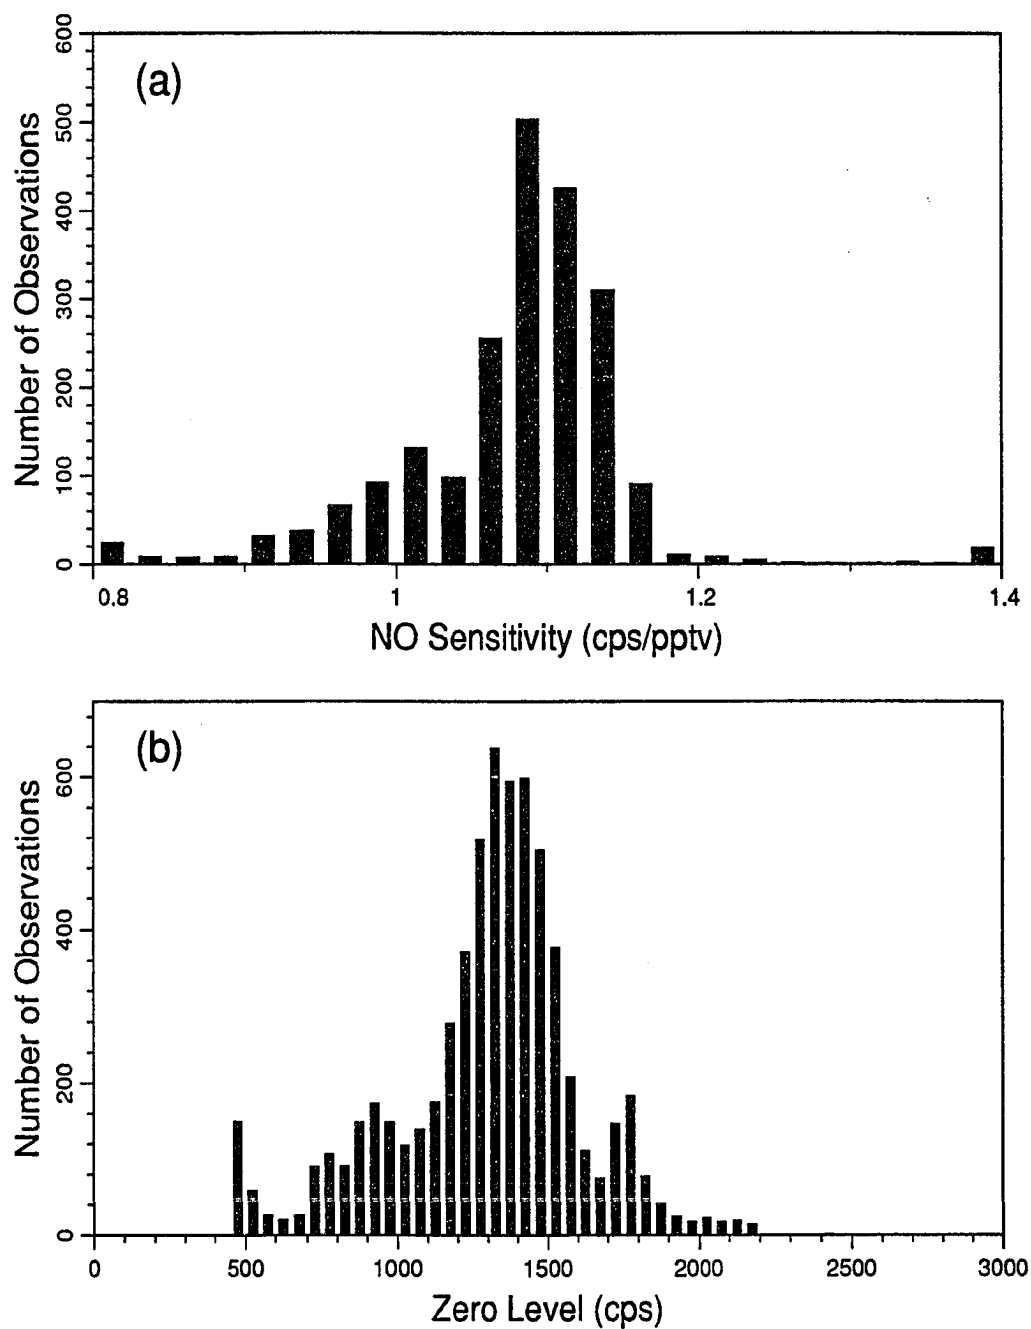 (a)
Number of Observations
600
500
400
300
200
100
0
0.8 1 1.2 1.4
NO Sensitivity (cps/pptv)
(b)
Number of Observations
600
400
200
0
0 500 1000 1500 2000 2500 3000
Zero Level (cps)